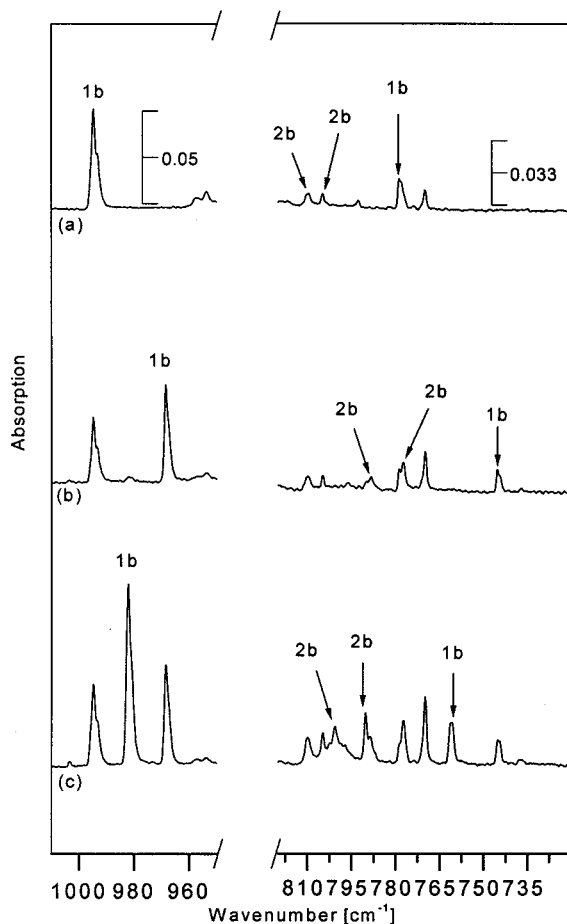 1b
0.05
2b
2b
1b
0.033
(a)
1b
2b
2b
1b
(b)
Absorption
1b
2b
2b
1b
(c)
1000 980 960 810 795 780 765 750 735
Wavenumber [cm⁻¹]